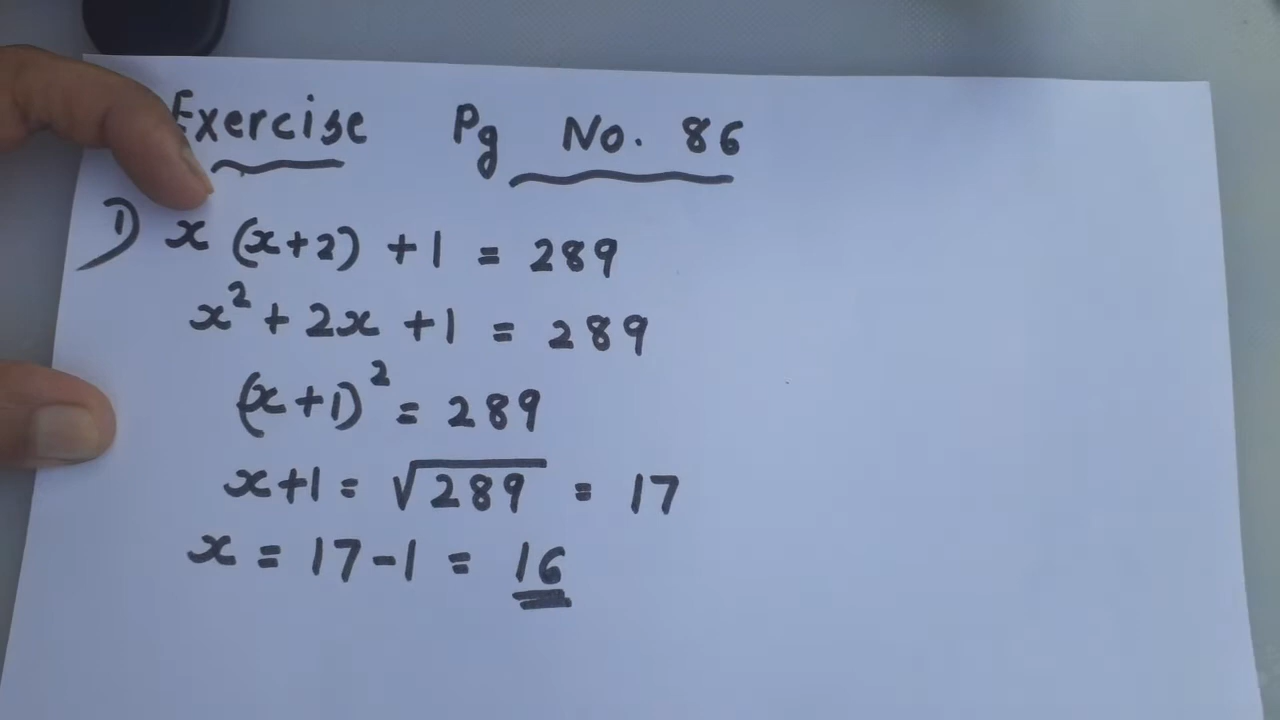 Exercise Pg No. 86
1) x (x+2) +1 = 289
x² + 2x +1 = 289
(x+1)² = 289
x+1 = √289 = 17
x = 17-1 = 16